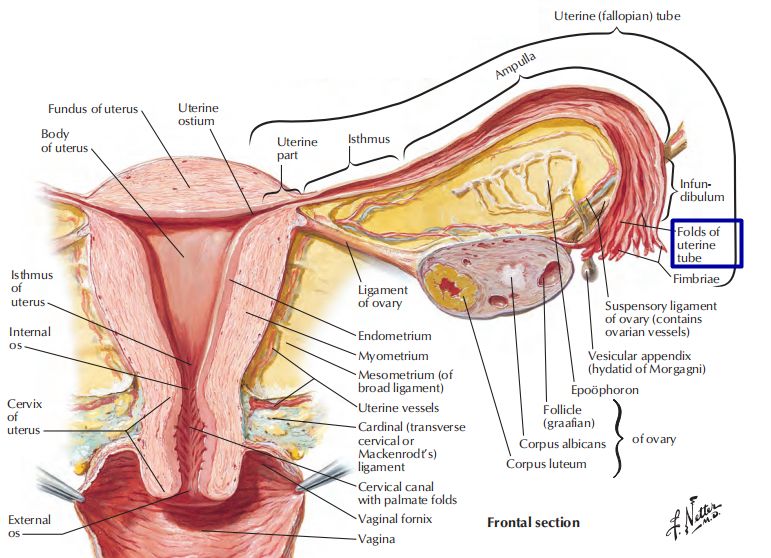 Uterine (fallopian) tube
Ampulla
Fundus of uterus
Uterine
ostium
Body
of uterus
Uterine
part
Isthmus
Infun-
dibulum
Folds of
uterine
tube
Fimbriae
Ligament
of ovary
Suspensory ligament
of ovary (contains
ovarian vessels)
Vesicular appendix
(hydatid of Morgagni)
Epoöphoron
Follicle
(graafian)
Corpus albicans
Corpus luteum
of ovary
Isthmus
of
uterus
Internal
os
Cervix
of
uterus
External
os
Endometrium
Myometrium
Mesometrium (of
broad ligament)
Uterine vessels
Cardinal (transverse
cervical or
Mackenrodt's)
ligament
Cervical canal
with palmate folds
Vaginal fornix
Vagina
Frontal section
F. Netter
M.D.